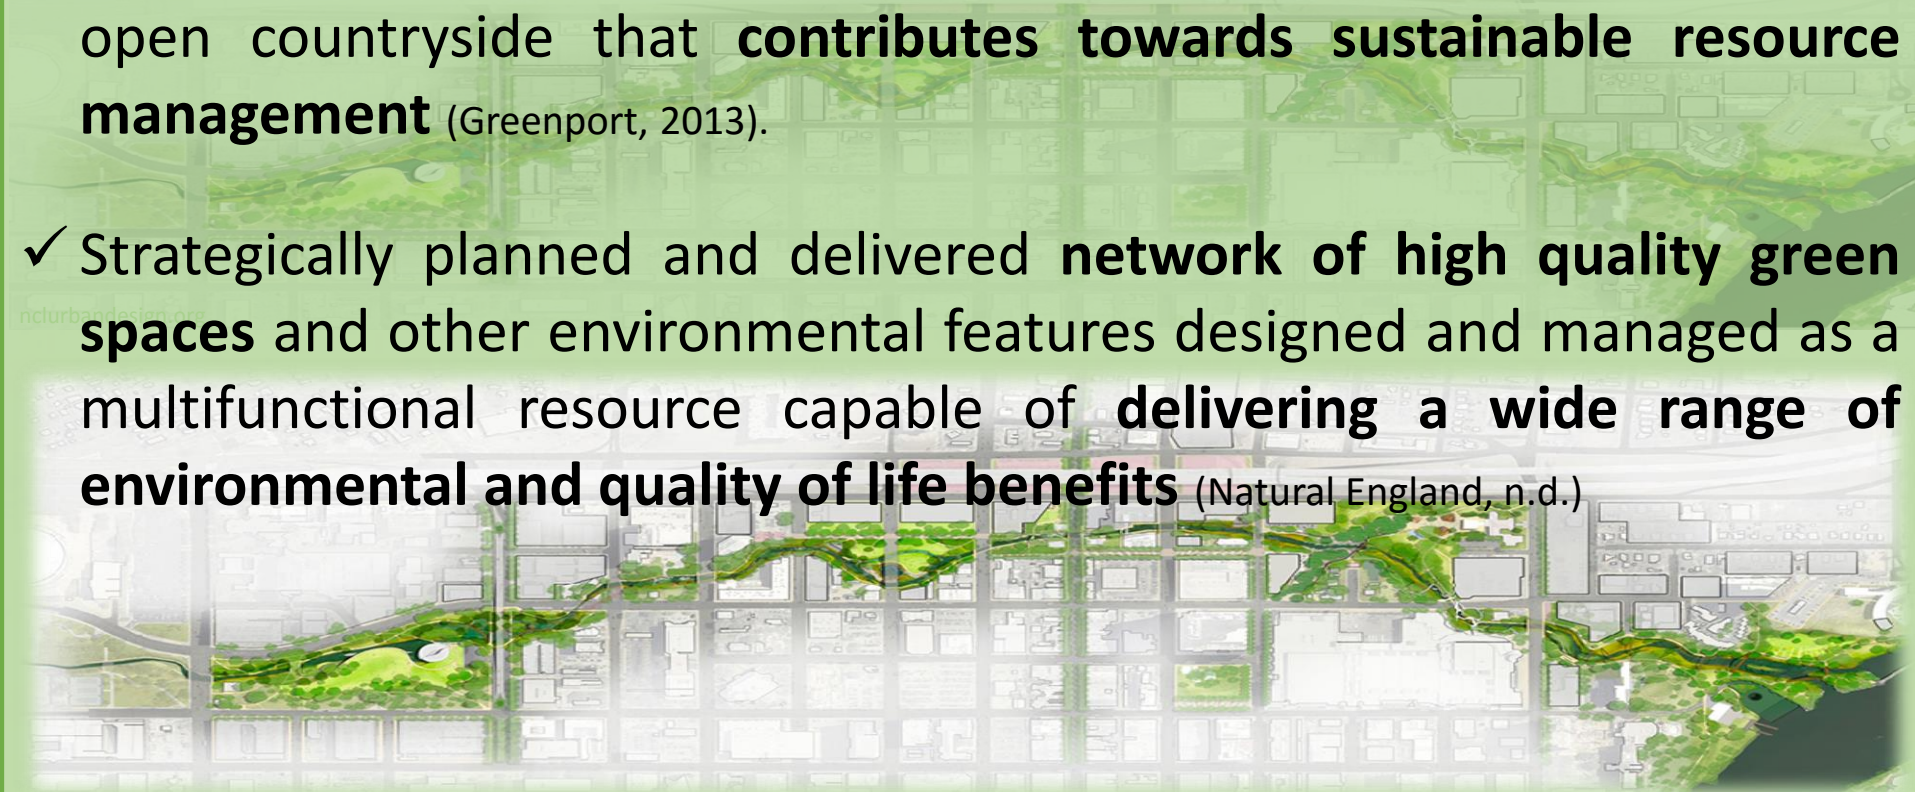 open countryside that contributes towards sustainable resource
management (Greenport, 2013).
✓ Strategically planned and delivered network of high quality green
nclurbandesign.org
spaces and other environmental features designed and managed as a
multifunctional resource capable of delivering a wide range of
environmental and quality of life benefits (Natural England, n.d.)